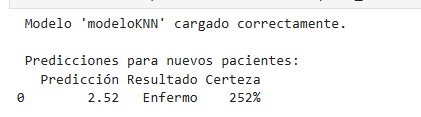 Modelo 'modeloKNN' cargado correctamente.
Predicciones para nuevos pacientes:
Predicción Resultado Certeza
0 2.52 Enfermo 252%